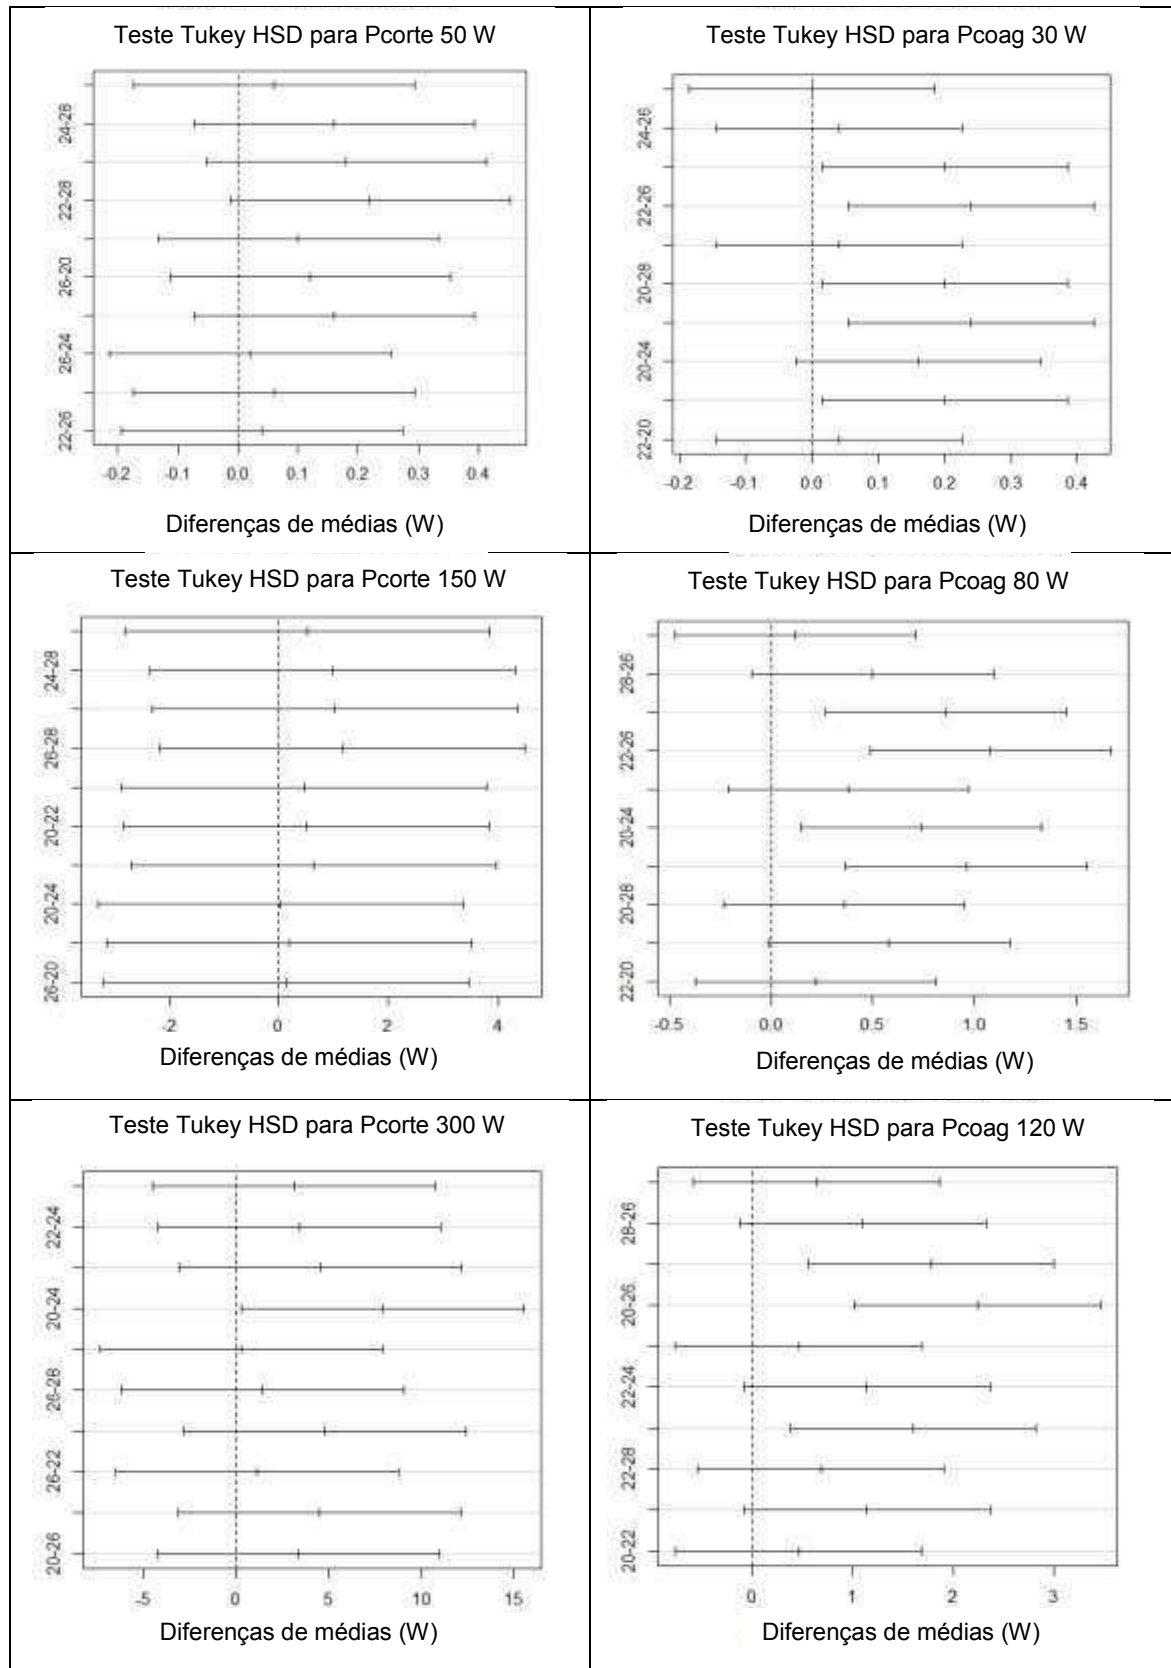 Teste Tukey HSD para Pcorte 50 W
24-28
22-28
26-20
26-24
22-26
-0.2 -0.1 0.0 0.1 0.2 0.3 0.4
Diferenças de médias (W)
Teste Tukey HSD para Pcoag 30 W
24-26
22-26
20-28
20-24
22-20
-0.2 -0.1 0.0 0.1 0.2 0.3 0.4
Diferenças de médias (W)
Teste Tukey HSD para Pcorte 150 W
24-28
26-28
20-22
20-24
26-20
-2 0 2 4
Diferenças de médias (W)
Teste Tukey HSD para Pcoag 80 W
28-26
22-26
20-24
20-28
22-20
-0.5 0.0 0.5 1.0 1.5
Diferenças de médias (W)
Teste Tukey HSD para Pcorte 300 W
22-24
20-24
26-28
26-22
20-26
-5 0 5 10 15
Diferenças de médias (W)
Teste Tukey HSD para Pcoag 120 W
28-26
20-26
22-24
22-28
20-22
0 1 2 3
Diferenças de médias (W)